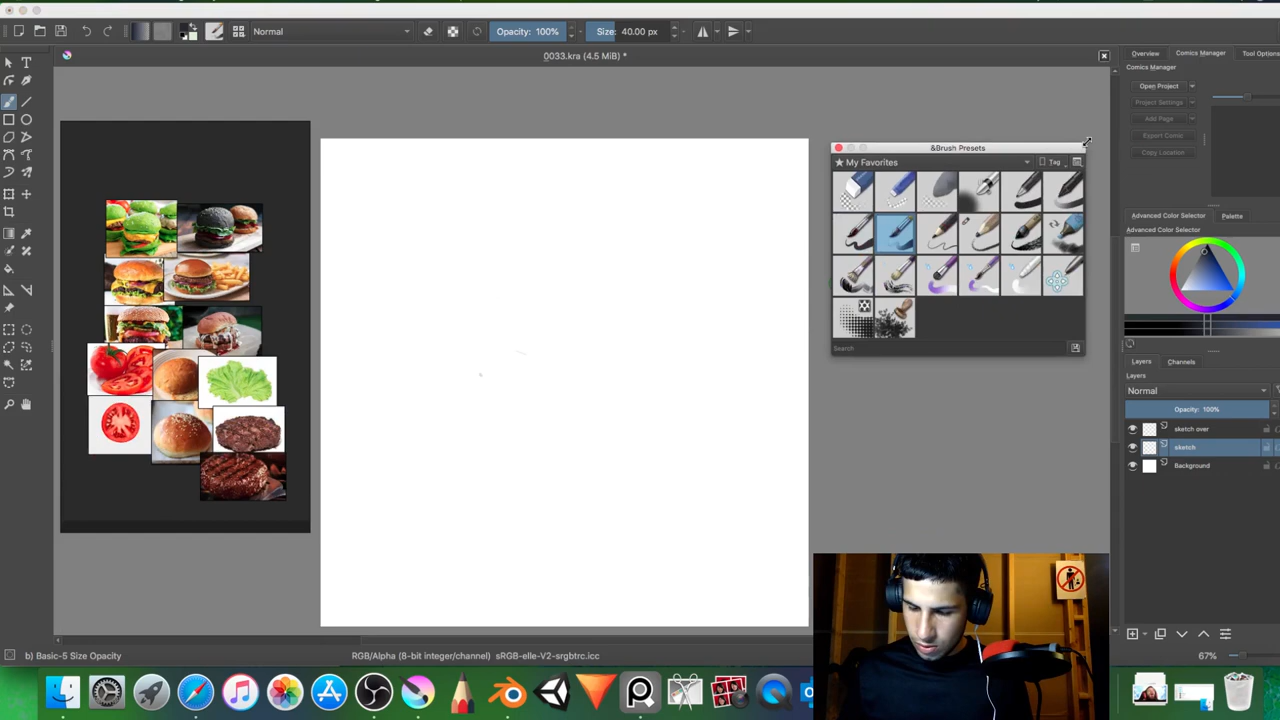 Normal
Opacity: 100%
Size: 40.00 px
0033.kra (4.5 MiB) *
Overview
Comics Manager
Tool Options
Comics Manager
Open Project
Project Settings
Add Page
Export Comic
Copy Location
&Brush Presets
My Favorites
Tag
Search
Advanced Color Selector
Palette
Advanced Color Selector
Layers
Channels
Layers
Normal
Opacity: 100%
sketch over
sketch
Background
67%
b) Basic-5 Size Opacity
RGB/Alpha (8-bit integer/channel) sRGB-elle-V2-srgbtrc.icc